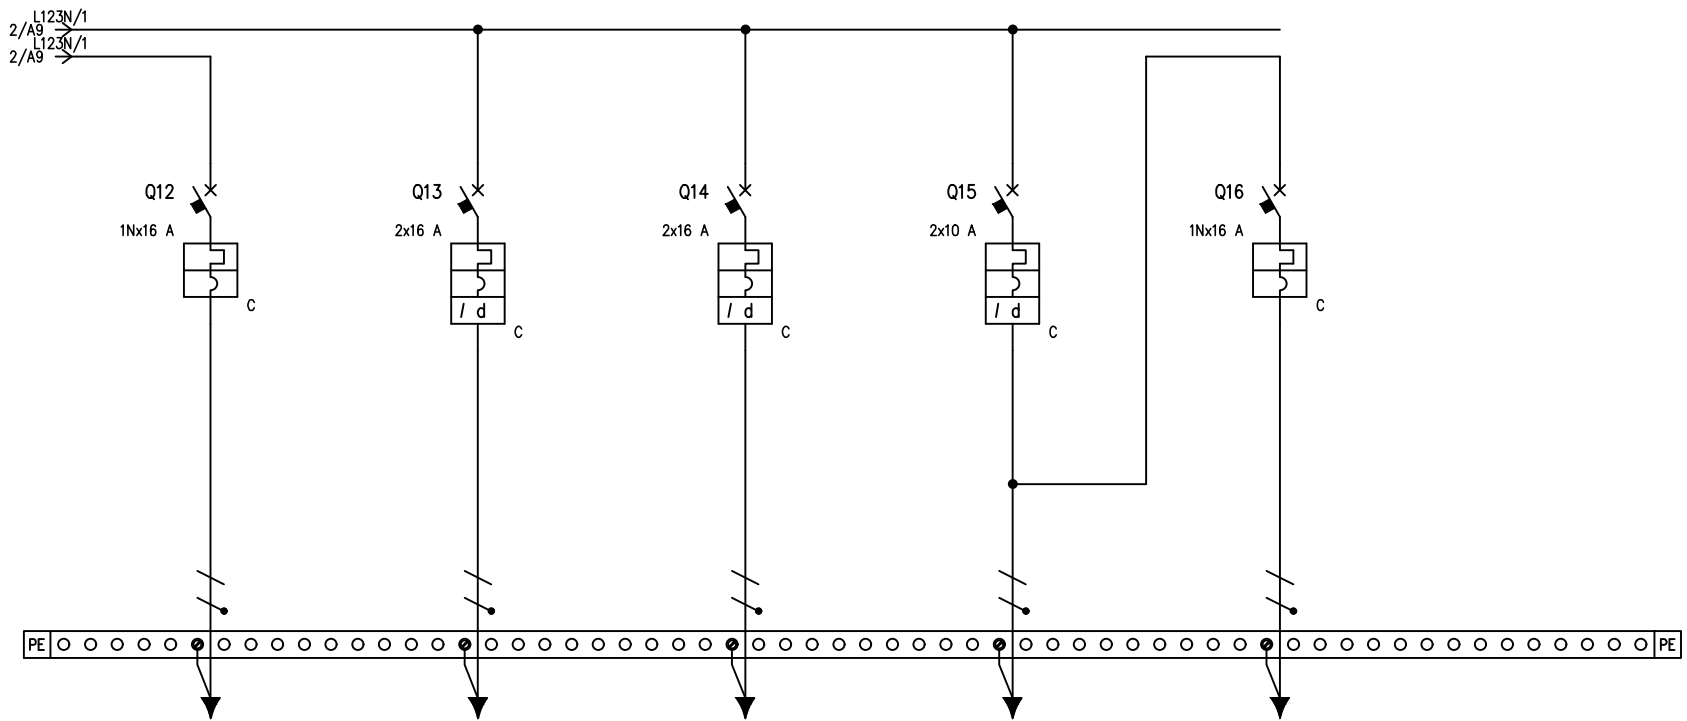 L123N/1
2/A9
L123N/1
2/A9
Q12 Q13 Q14 Q15 Q16
1Nx16 A 2x16 A 2x16 A 2x10 A 1Nx16 A
C C
I d I d I d
C C C
PE PE